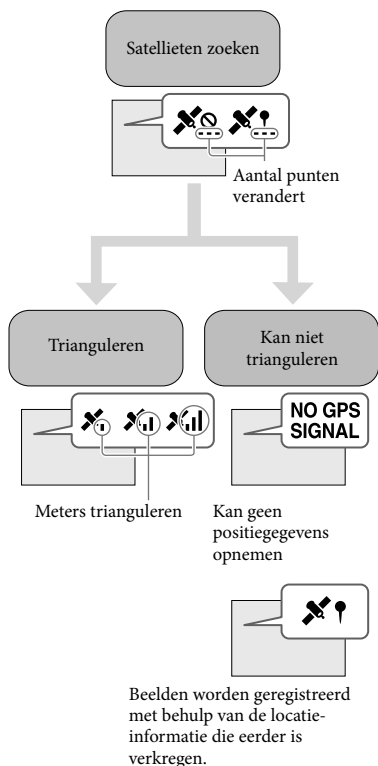 Satellieten zoeken
Aantal punten
verandert
Trianguleren
Kan niet
trianguleren
NO GPS
SIGNAL
Meters trianguleren
Kan geen
positiegegevens
opnemen
Beelden worden geregistreerd
met behulp van de locatie-
informatie die eerder is
verkregen.